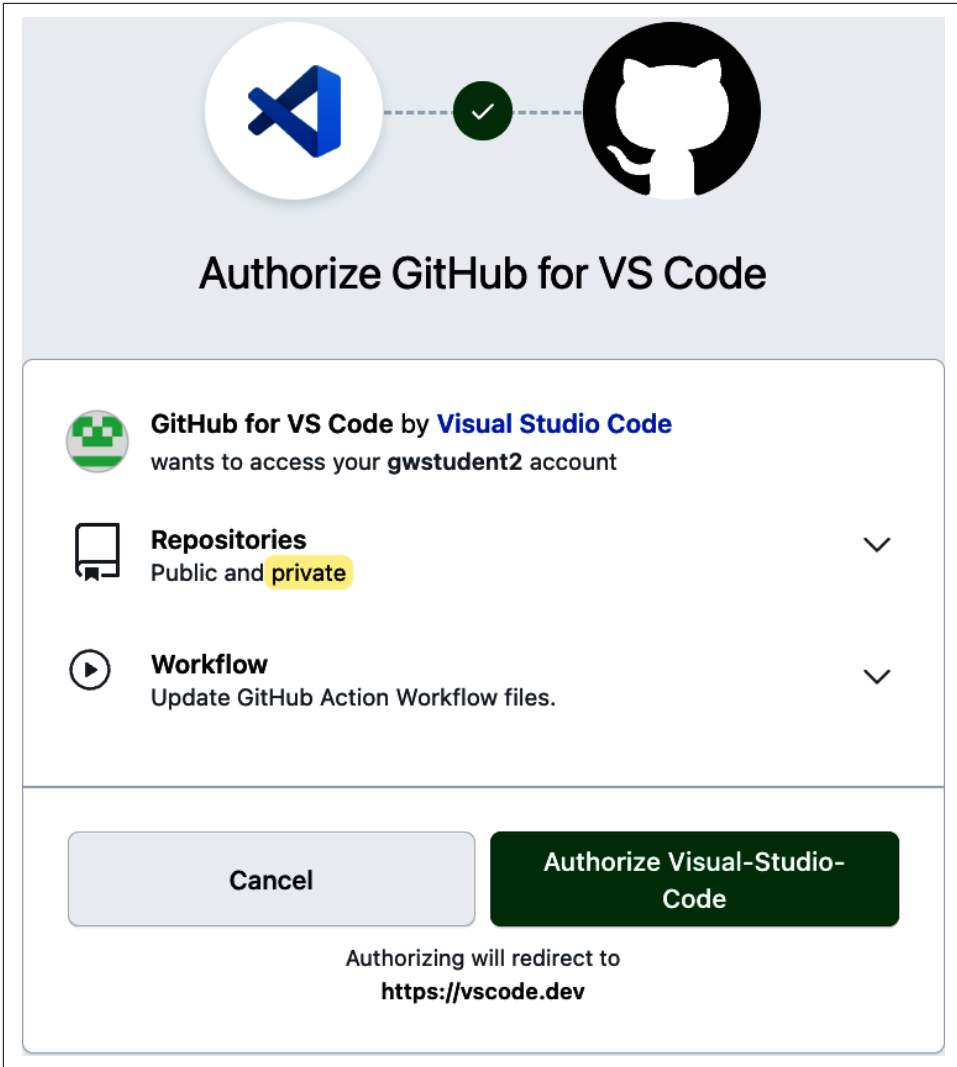 Authorize GitHub for VS Code
GitHub for VS Code by Visual Studio Code
wants to access your gwstudent2 account
Repositories
Public and private
Workflow
Update GitHub Action Workflow files.
Cancel
Authorize Visual-Studio-
Code
Authorizing will redirect to
https://vscode.dev